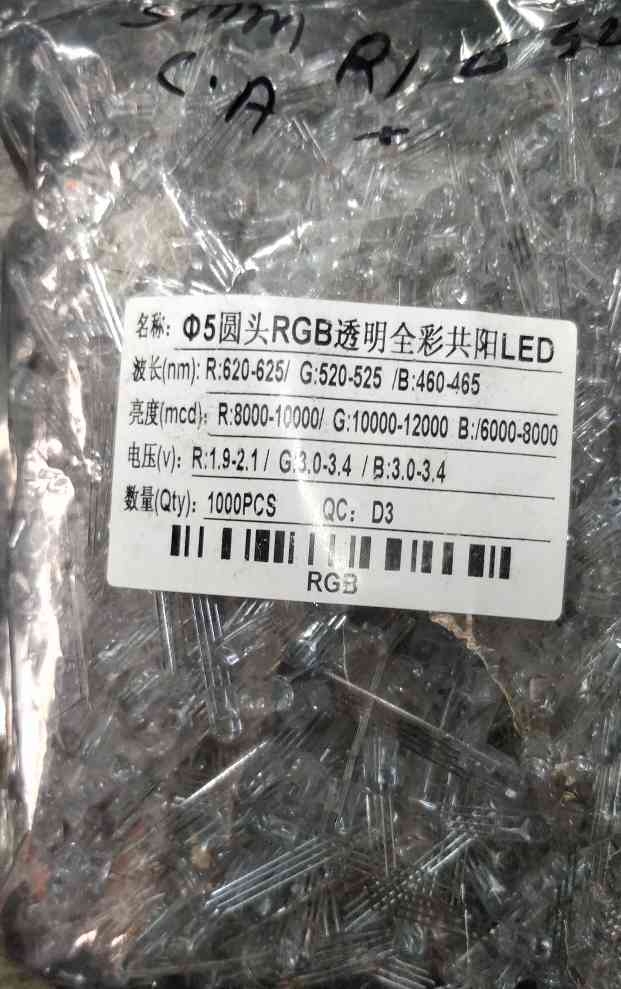 5mm
C.A R1
名称: Φ5圆头RGB透明全彩共阳LED
波长(nm): R:620-625/ G:520-525 /B:460-465
亮度(mcd): R:8000-10000/ G:10000-12000 B:/6000-8000
电压(v): R:1.9-2.1/ G:3.0-3.4 /B:3.0-3.4
数量(Qty): 1000PCS QC: D3
RGB